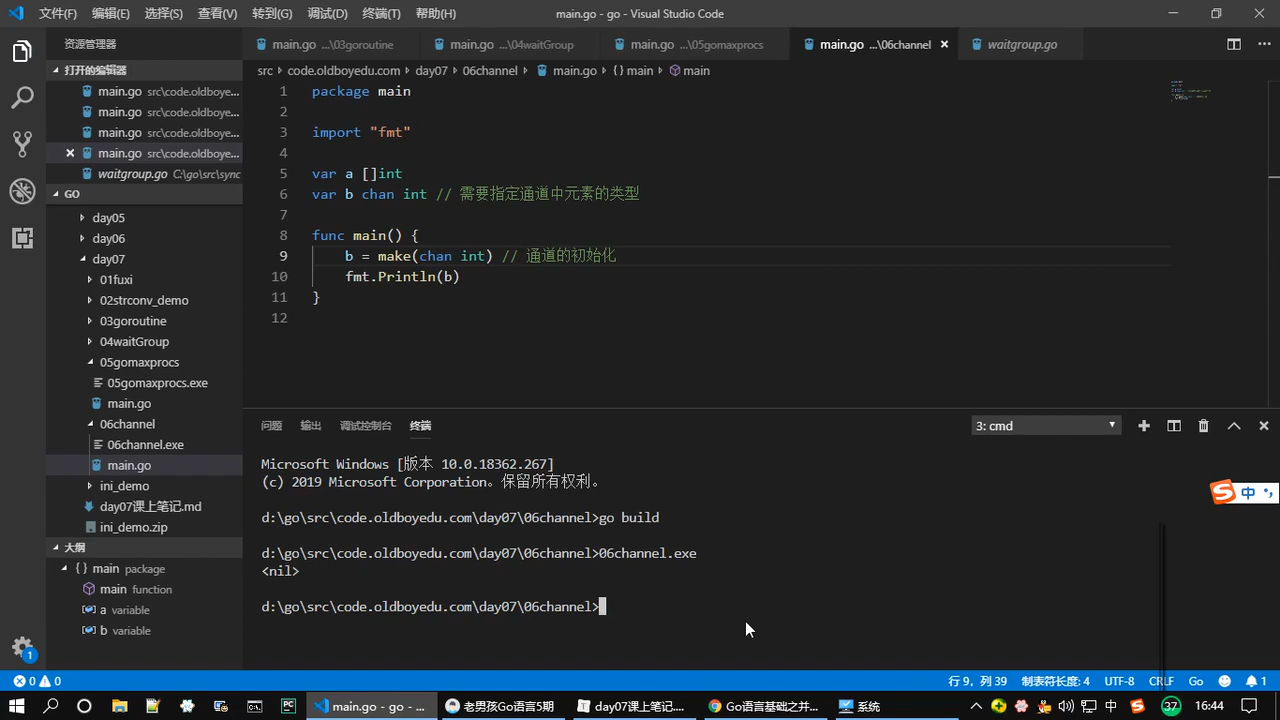 文件(F) 编辑(E) 选择(S) 查看(V) 转到(G) 调试(D) 终端(T) 帮助(H) main.go - go - Visual Studio Code
资源管理器
main.go ...\03goroutine main.go ...\04waitGroup main.go ...\05gomaxprocs main.go ...\06channel waitgroup.go
打开的编辑器
main.go src\code.oldboye...
main.go src\code.oldboye...
main.go src\code.oldboye...
main.go src\code.oldboye...
waitgroup.go C:\go\src\sync
GO
day05
day06
day07
01fuxi
02strconv_demo
03goroutine
04waitGroup
05gomaxprocs
05gomaxprocs.exe
main.go
06channel
06channel.exe
main.go
ini_demo
day07课上笔记.md
ini_demo.zip
大纲
{} main package
main function
a variable
b variable
src code.oldboyedu.com day07 06channel main.go {} main main
1 package main
2
3 import "fmt"
4
5 var a []int
6 var b chan int // 需要指定通道中元素的类型
7
8 func main() {
9 b = make(chan int) // 通道的初始化
10 fmt.Println(b)
11 }
12
问题 输出 调试控制台 终端 3: cmd
Microsoft Windows [版本 10.0.18362.267]
(c) 2019 Microsoft Corporation。保留所有权利。
d:\go\src\code.oldboyedu.com\day07\06channel>go build
d:\go\src\code.oldboyedu.com\day07\06channel>06channel.exe
<nil>
d:\go\src\code.oldboyedu.com\day07\06channel>
中
1
0 0 行 9，列 39 制表符长度: 4 UTF-8 CRLF Go 1
main.go - go - ... 老男孩Go语言5期 day07课上笔记.... Go语言基础之并... 系统 中 37 16:44